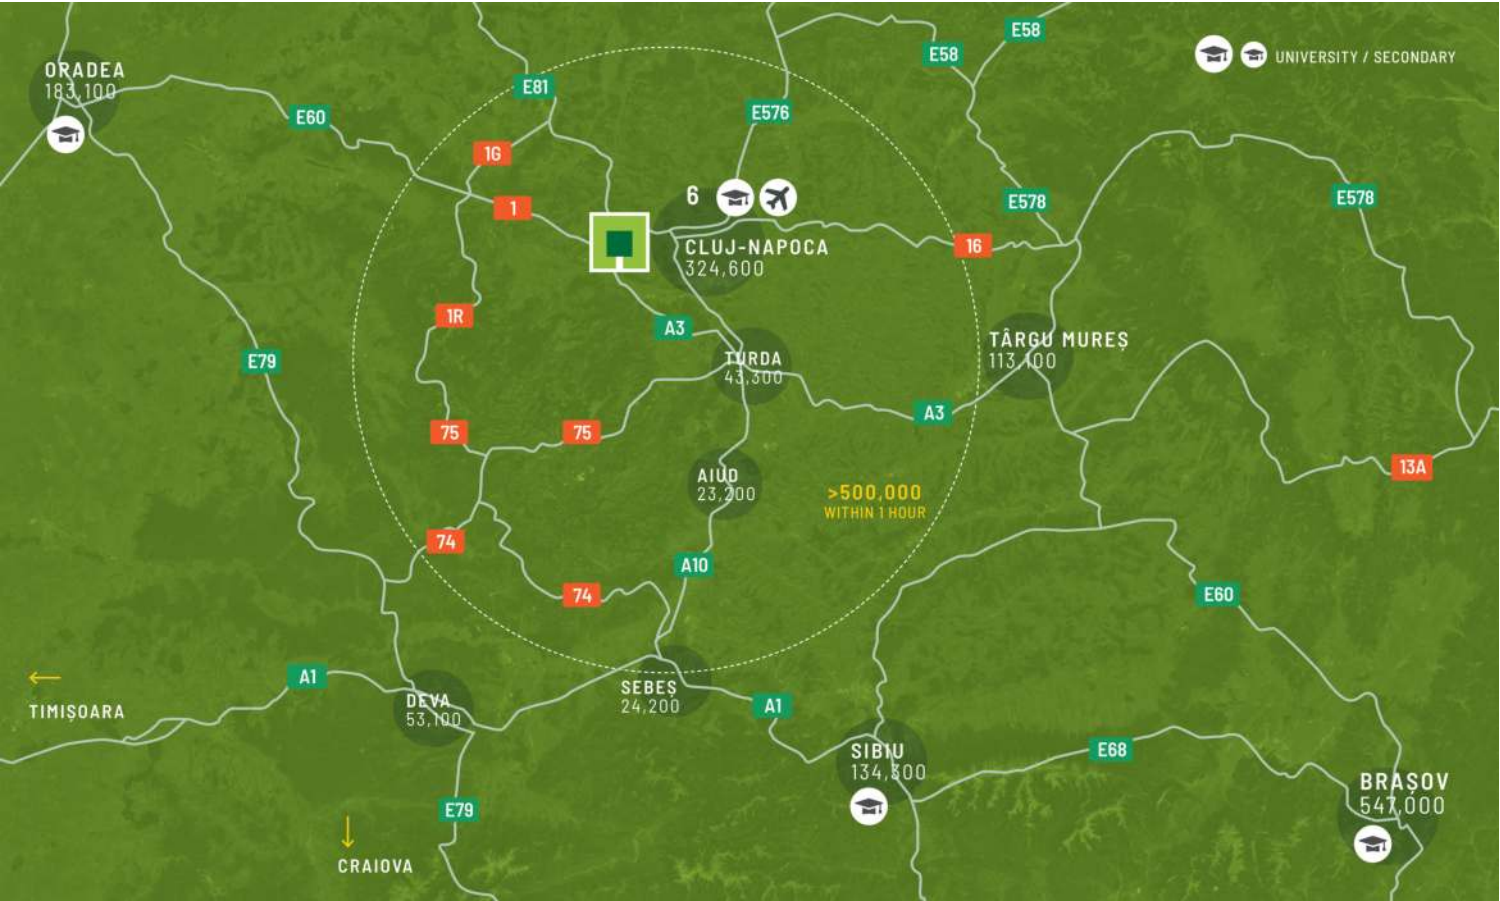 E58
E58
UNIVERSITY / SECONDARY
ORADEA
183,100
E81
E60
E576
1G
6
1
E578
E578
CLUJ-NAPOCA
324,600
16
1R
A3
TÂRGU MUREȘ
113,100
E79
TURDA
43,300
A3
75
75
13A
AIUD
23,200
>500,000
WITHIN 1 HOUR
74
A10
74
E60
A1
TIMIȘOARA
DEVA
53,100
SEBEȘ
24,200
A1
SIBIU
134,300
E68
BRAȘOV
547,000
E79
CRAIOVA